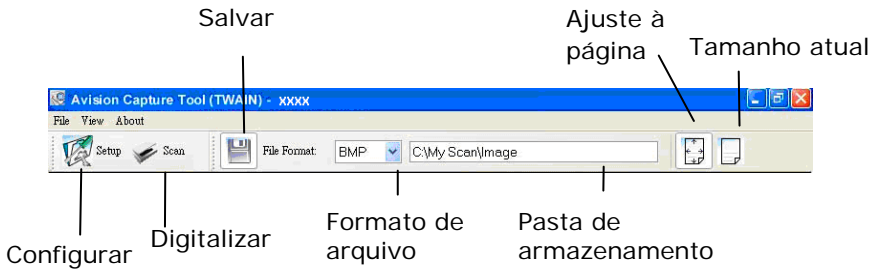 Salvar
Ajuste à
página
Tamanho atual
Avision Capture Tool (TWAIN) - xxxx
File View About
Setup Scan File Format: BMP C:\My Scan\Image
Configurar
Digitalizar
Formato de
arquivo
Pasta de
armazenamento